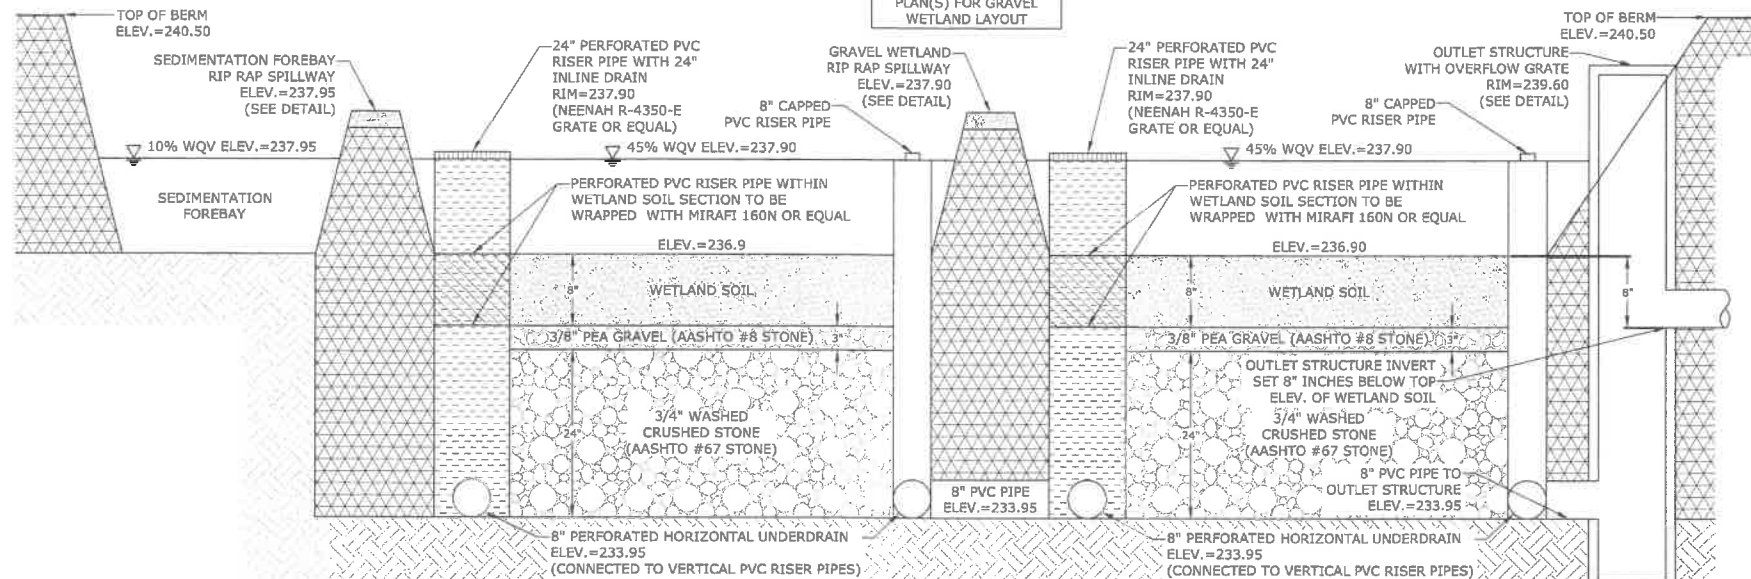 PLAN(S) FOR GRAVEL
WETLAND LAYOUT
TOP OF BERM
ELEV.=240.50
SEDIMENTATION FOREBAY
RIP RAP SPILLWAY
ELEV.=237.95
(SEE DETAIL)
24" PERFORATED PVC
RISER PIPE WITH 24"
INLINE DRAIN
RIM=237.90
(NEENAH R-4350-E
GRATE OR EQUAL)
GRAVEL WETLAND
RIP RAP SPILLWAY
ELEV.=237.90
(SEE DETAIL)
8" CAPPED
PVC RISER PIPE
24" PERFORATED PVC
RISER PIPE WITH 24"
INLINE DRAIN
RIM=237.90
(NEENAH R-4350-E
GRATE OR EQUAL)
TOP OF BERM
ELEV.=240.50
OUTLET STRUCTURE
WITH OVERFLOW GRATE
RIM=239.60
(SEE DETAIL)
8" CAPPED
PVC RISER PIPE
10% WQV ELEV.=237.95
45% WQV ELEV.=237.90
45% WQV ELEV.=237.90
SEDIMENTATION
FOREBAY
PERFORATED PVC RISER PIPE WITHIN
WETLAND SOIL SECTION TO BE
WRAPPED WITH MIRAFI 160N OR EQUAL
PERFORATED PVC RISER PIPE WITHIN
WETLAND SOIL SECTION TO BE
WRAPPED WITH MIRAFI 160N OR EQUAL
ELEV.=236.9
ELEV.=236.90
8"
WETLAND SOIL
8"
WETLAND SOIL
8"
3/8" PEA GRAVEL (AASHTO #8 STONE)
3"
3/8" PEA GRAVEL (AASHTO #8 STONE)
3"
OUTLET STRUCTURE INVERT
SET 8" INCHES BELOW TOP
ELEV. OF WETLAND SOIL
24"
3/4" WASHED
CRUSHED STONE
(AASHTO #67 STONE)
24"
3/4" WASHED
CRUSHED STONE
(AASHTO #67 STONE)
8" PVC PIPE
ELEV.=233.95
8" PVC PIPE TO
OUTLET STRUCTURE
ELEV.=233.95
8" PERFORATED HORIZONTAL UNDERDRAIN
ELEV.=233.95
(CONNECTED TO VERTICAL PVC RISER PIPES)
8" PERFORATED HORIZONTAL UNDERDRAIN
ELEV.=233.95
(CONNECTED TO VERTICAL PVC RISER PIPES)